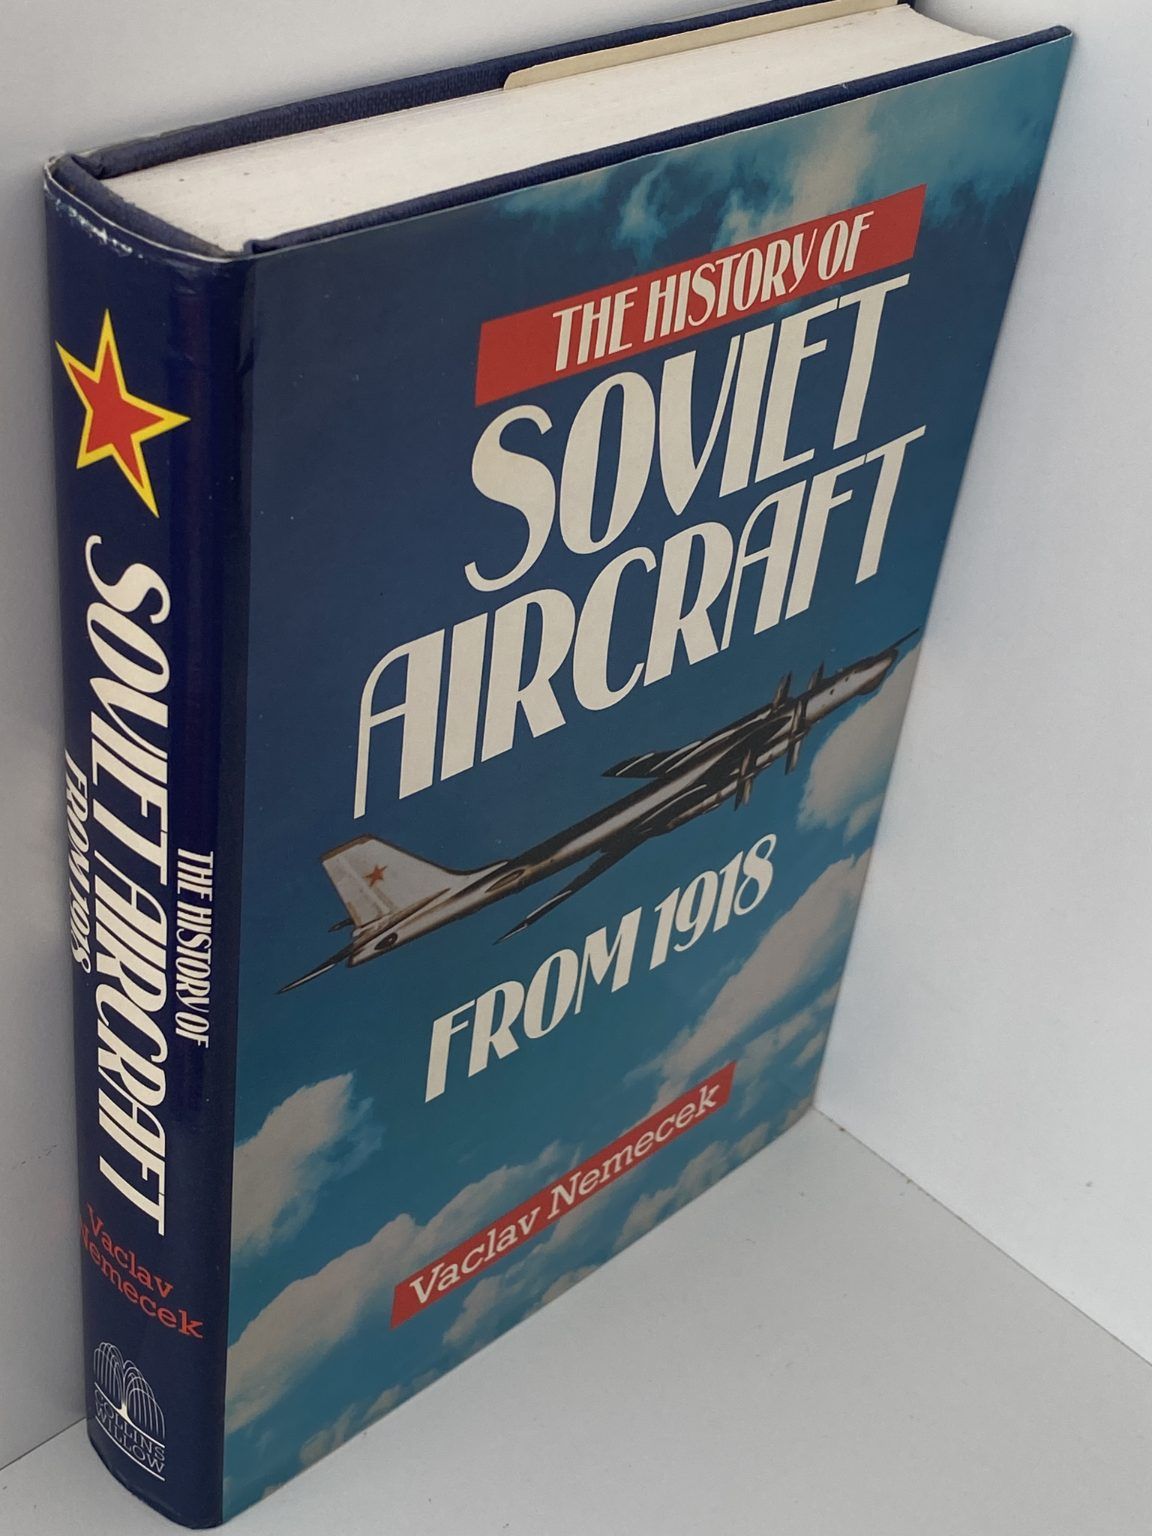 THE HISTORY OF
SOVIET
AIRCRAFT
FROM 1918
Vaclav Nemecek
THE HISTORY OF
SOVIET AIRCRAFT
FROM 1918
Vaclav
Nemecek
COLLINS
WILLOW